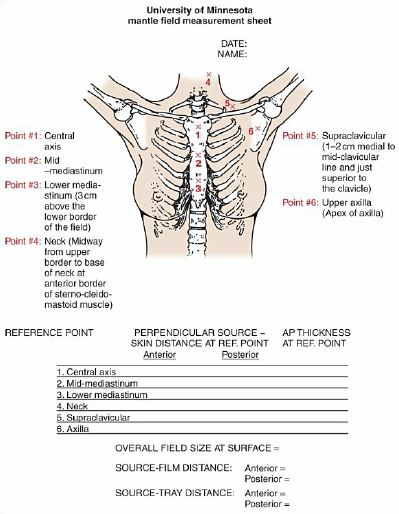 University of Minnesota
mantle field measurement sheet
DATE:
NAME:
4
5
1
6
2
3
Point #1: Central
axis
Point #2: Mid
–mediastinum
Point #3: Lower media-
stinum (3 cm
above the
lower border
of the field)
Point #4: Neck (Midway
from upper
border to base
of neck at
anterior border
of sterno-cleido-
mastoid muscle)
Point #5: Supraclavicular
(1–2 cm medial to
mid-clavicular
line and just
superior to
the clavicle)
Point #6: Upper axilla
(Apex of axilla)
REFERENCE POINT
PERPENDICULAR SOURCE –
SKIN DISTANCE AT REF. POINT
Anterior Posterior
AP THICKNESS
AT REF. POINT
1. Central axis
2. Mid-mediastinum
3. Lower mediastinum
4. Neck
5. Supraclavicular
6. Axilla
OVERALL FIELD SIZE AT SURFACE =
SOURCE-FILM DISTANCE: Anterior =
Posterior =
SOURCE-TRAY DISTANCE: Anterior =
Posterior =